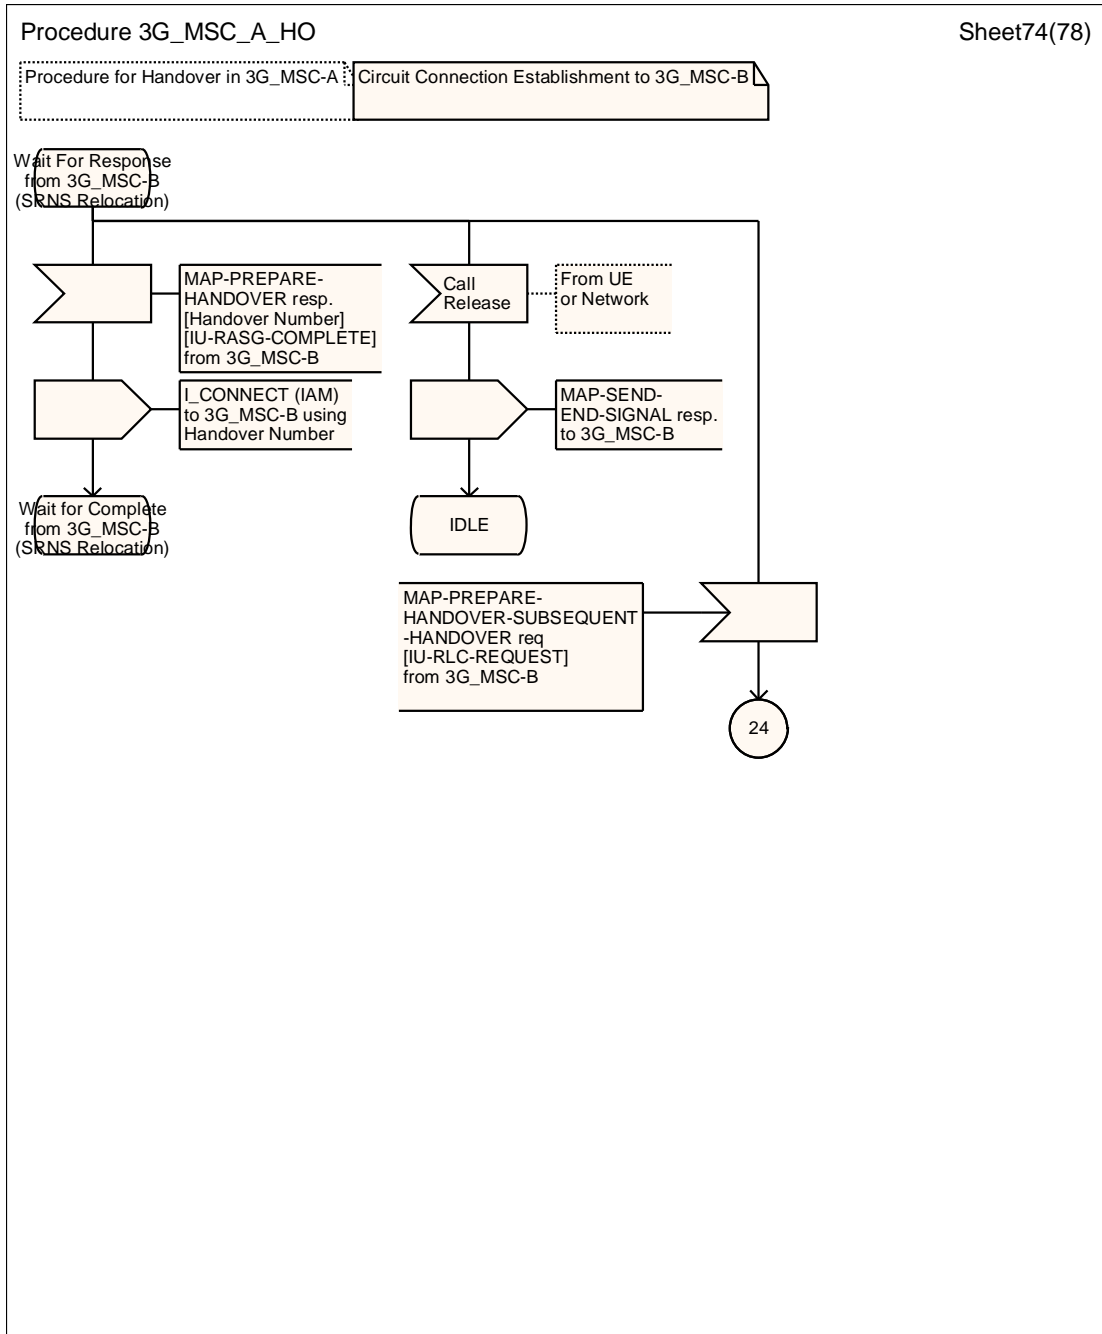 Procedure 3G_MSC_A_HO
Sheet74(78)
Procedure for Handover in 3G_MSC-A
Circuit Connection Establishment to 3G_MSC-B
Wait For Response
from 3G_MSC-B
(SRNS Relocation)
MAP-PREPARE-
HANDOVER resp.
[Handover Number]
[IU-RASG-COMPLETE]
from 3G_MSC-B
Call
Release
From UE
or Network
I_CONNECT (IAM)
to 3G_MSC-B using
Handover Number
MAP-SEND-
END-SIGNAL resp.
to 3G_MSC-B
Wait for Complete
from 3G_MSC-B
(SRNS Relocation)
IDLE
MAP-PREPARE-
HANDOVER-SUBSEQUENT
-HANDOVER req
[IU-RLC-REQUEST]
from 3G_MSC-B
24